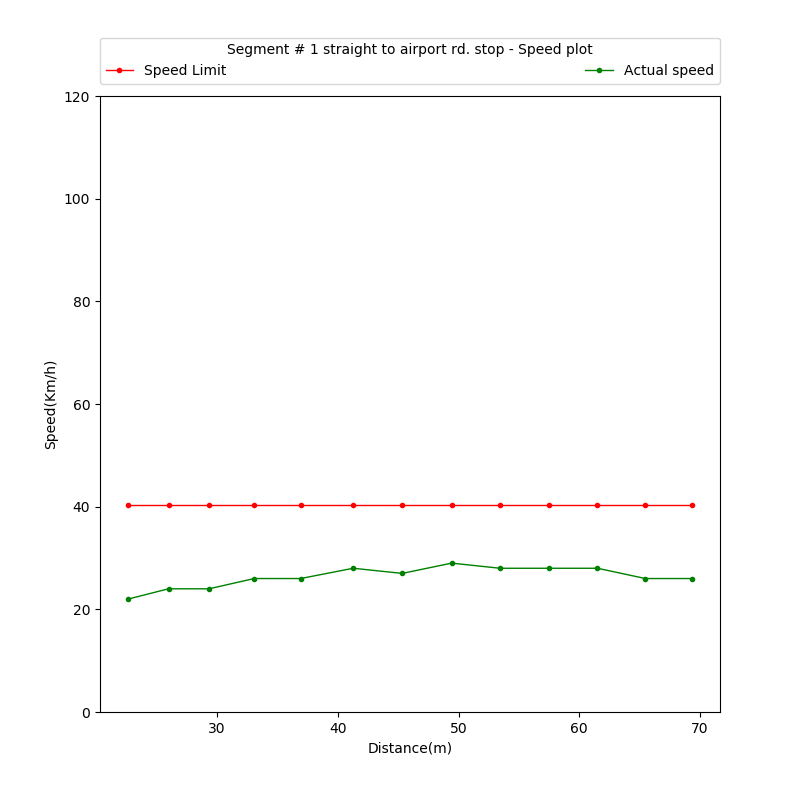 Segment # 1 straight to airport rd. stop - Speed plot
Speed Limit
Actual speed
120
100
80
60
40
20
0
Speed(Km/h)
30
40
50
60
70
Distance(m)